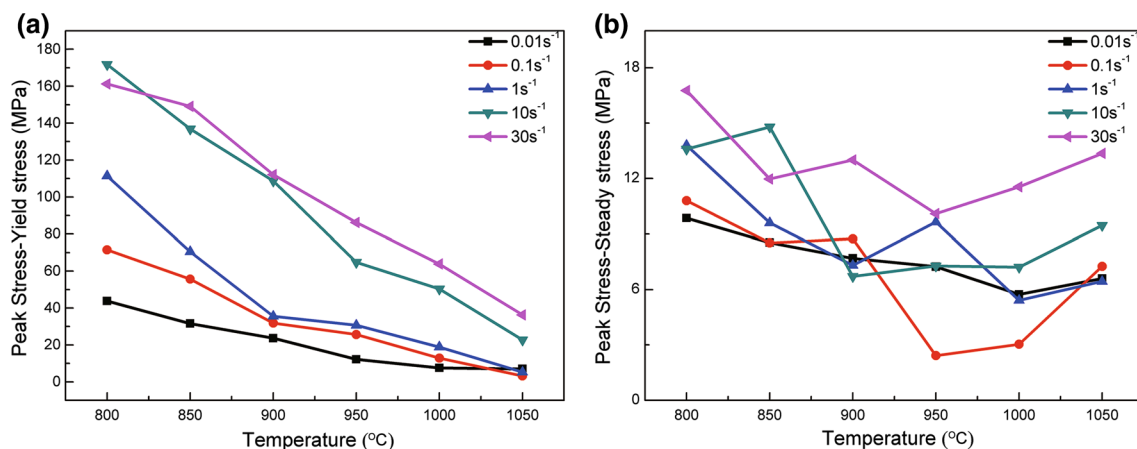 (a)
Peak Stress-Yield stress (MPa)
180
160
140
120
100
80
60
40
20
0
800 850 900 950 1000 1050
Temperature (°C)
0.01s⁻¹
0.1s⁻¹
1s⁻¹
10s⁻¹
30s⁻¹
(b)
Peak Stress-Steady stress (MPa)
18
12
6
0
800 850 900 950 1000 1050
Temperature (°C)
0.01s⁻¹
0.1s⁻¹
1s⁻¹
10s⁻¹
30s⁻¹